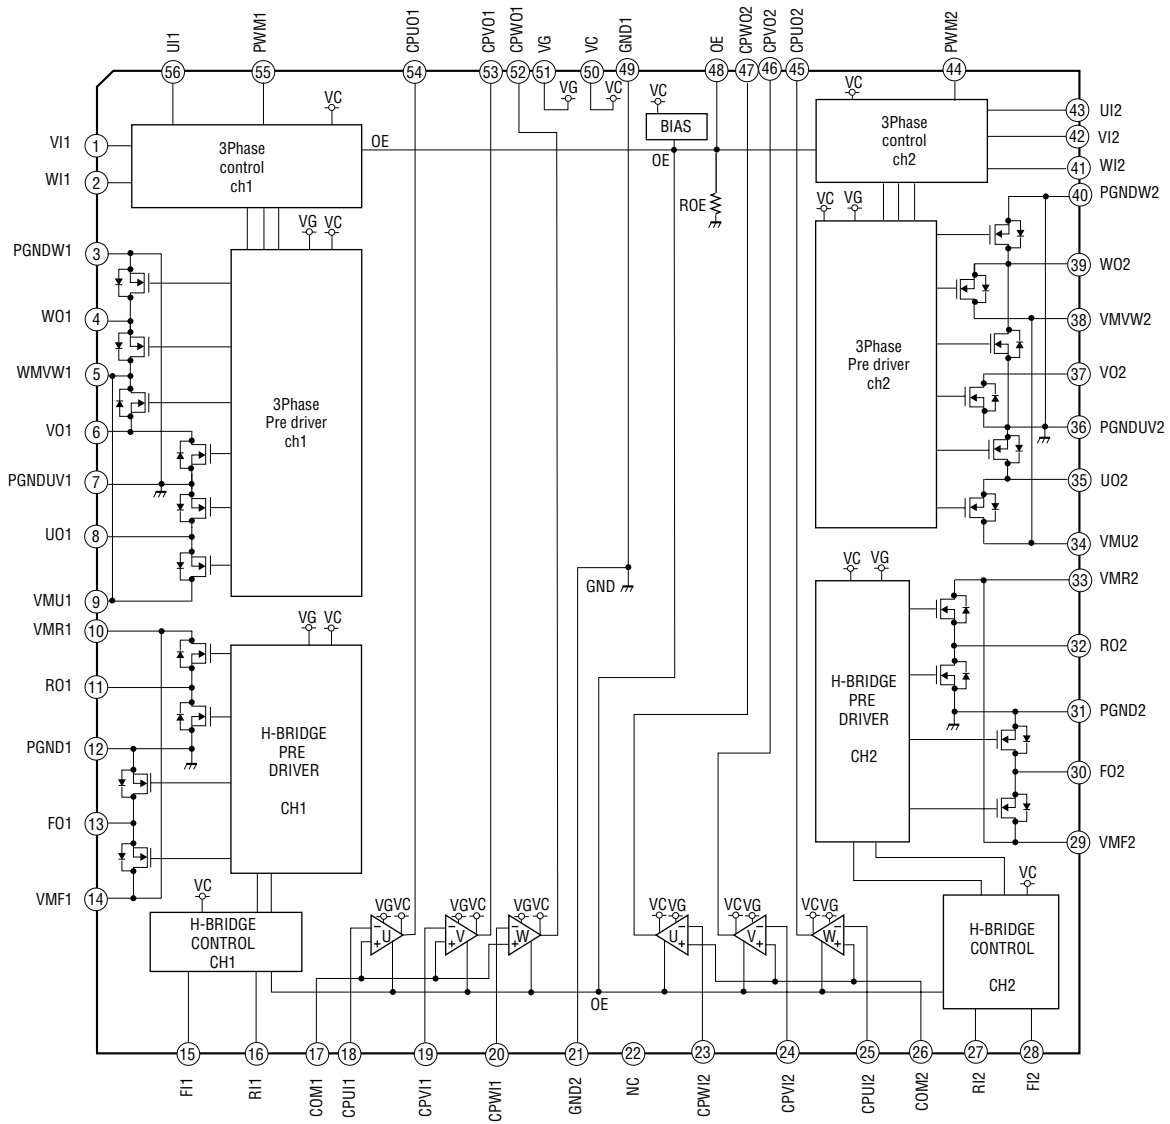 UI1
PWM1
CPUO1
CPVO1
CPWO1
VG
VC
GND1
OE
CPWO2
CPVO2
CPUO2
PWM2
56
55
54
53
52
51
50
49
48
47
46
45
44
VC
VG
VC
VC
VC
BIAS
VI1
1
WI1
2
3Phase
control
ch1
OE
OE
ROE
3Phase
control
ch2
43
UI2
42
VI2
41
WI2
40
PGNDW2
VG
VC
VC
VG
PGNDW1
3
WO1
4
WMVW1
5
VO1
6
PGNDUV1
7
UO1
8
VMU1
9
3Phase
Pre driver
ch1
3Phase
Pre driver
ch2
39
WO2
38
VMVW2
37
VO2
36
PGNDUV2
35
UO2
34
VMU2
GND
VMR1
10
RO1
11
PGND1
12
FO1
13
VMF1
14
VG
VC
H-BRIDGE
PRE
DRIVER
CH1
VC
VG
H-BRIDGE
PRE
DRIVER
CH2
33
VMR2
32
RO2
31
PGND2
30
FO2
29
VMF2
VC
H-BRIDGE
CONTROL
CH1
VG
VC
U
VG
VC
V
VG
VC
W
VC
VG
U
VC
VG
V
VC
VG
W
VC
H-BRIDGE
CONTROL
CH2
OE
15
16
17
18
19
20
21
22
23
24
25
26
27
28
FI1
RI1
COM1
CPUI1
CPVI1
CPWI1
GND2
NC
CPWI2
CPVI2
CPUI2
COM2
RI2
FI2